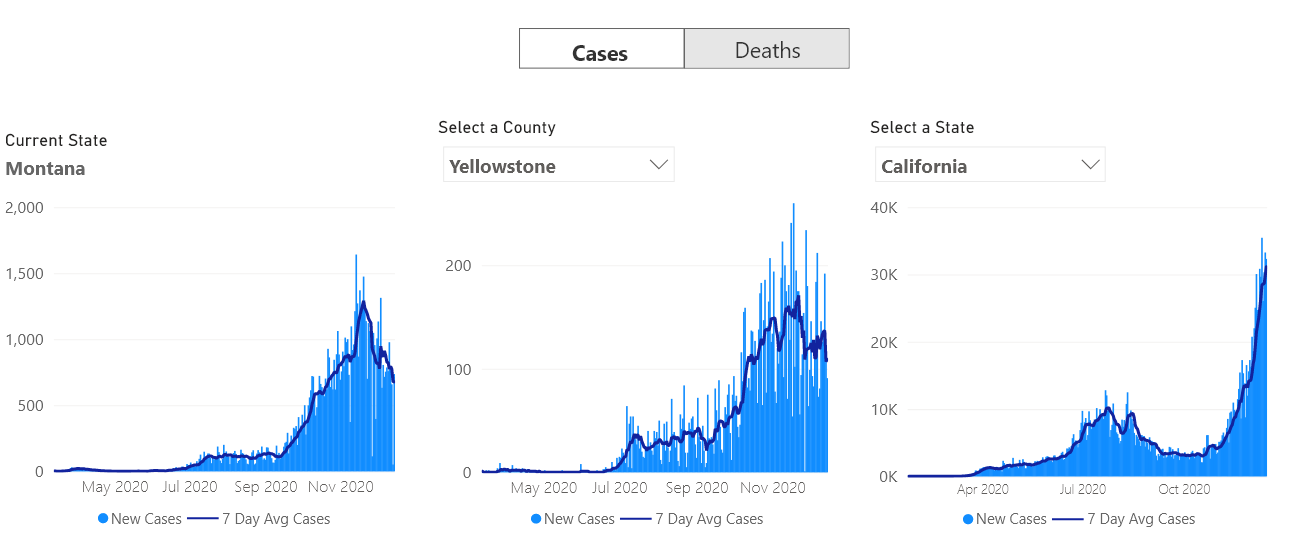 Cases Deaths
Current State
Montana
2,000
1,500
1,000
500
0
May 2020 Jul 2020 Sep 2020 Nov 2020
New Cases 7 Day Avg Cases
Select a County
Yellowstone
200
100
0
May 2020 Jul 2020 Sep 2020 Nov 2020
New Cases 7 Day Avg Cases
Select a State
California
40K
30K
20K
10K
0K
Apr 2020 Jul 2020 Oct 2020
New Cases 7 Day Avg Cases